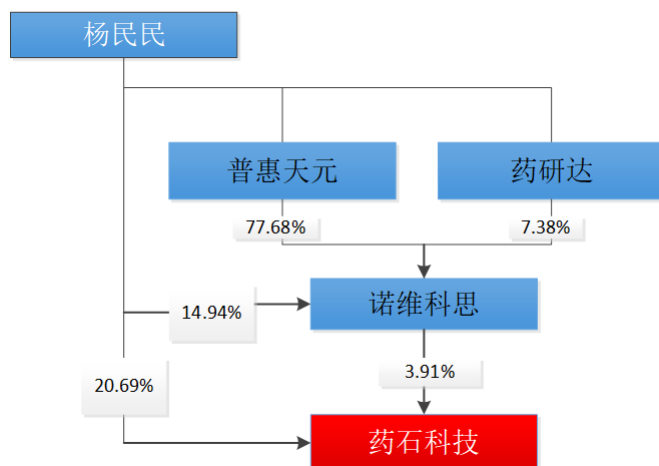 杨民民
普惠天元
药研达
77.68%
7.38%
诺维科思
14.94%
3.91%
20.69%
药石科技